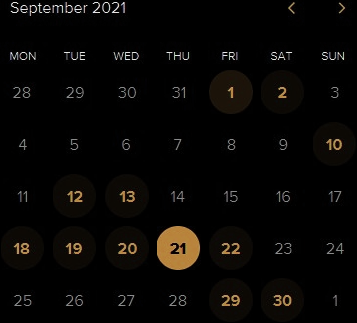 September 2021
MON TUE WED THU FRI SAT SUN
28 29 30 31 1 2 3
4 5 6 7 8 9 10
11 12 13 14 15 16 17
18 19 20 21 22 23 24
25 26 27 28 29 30 1